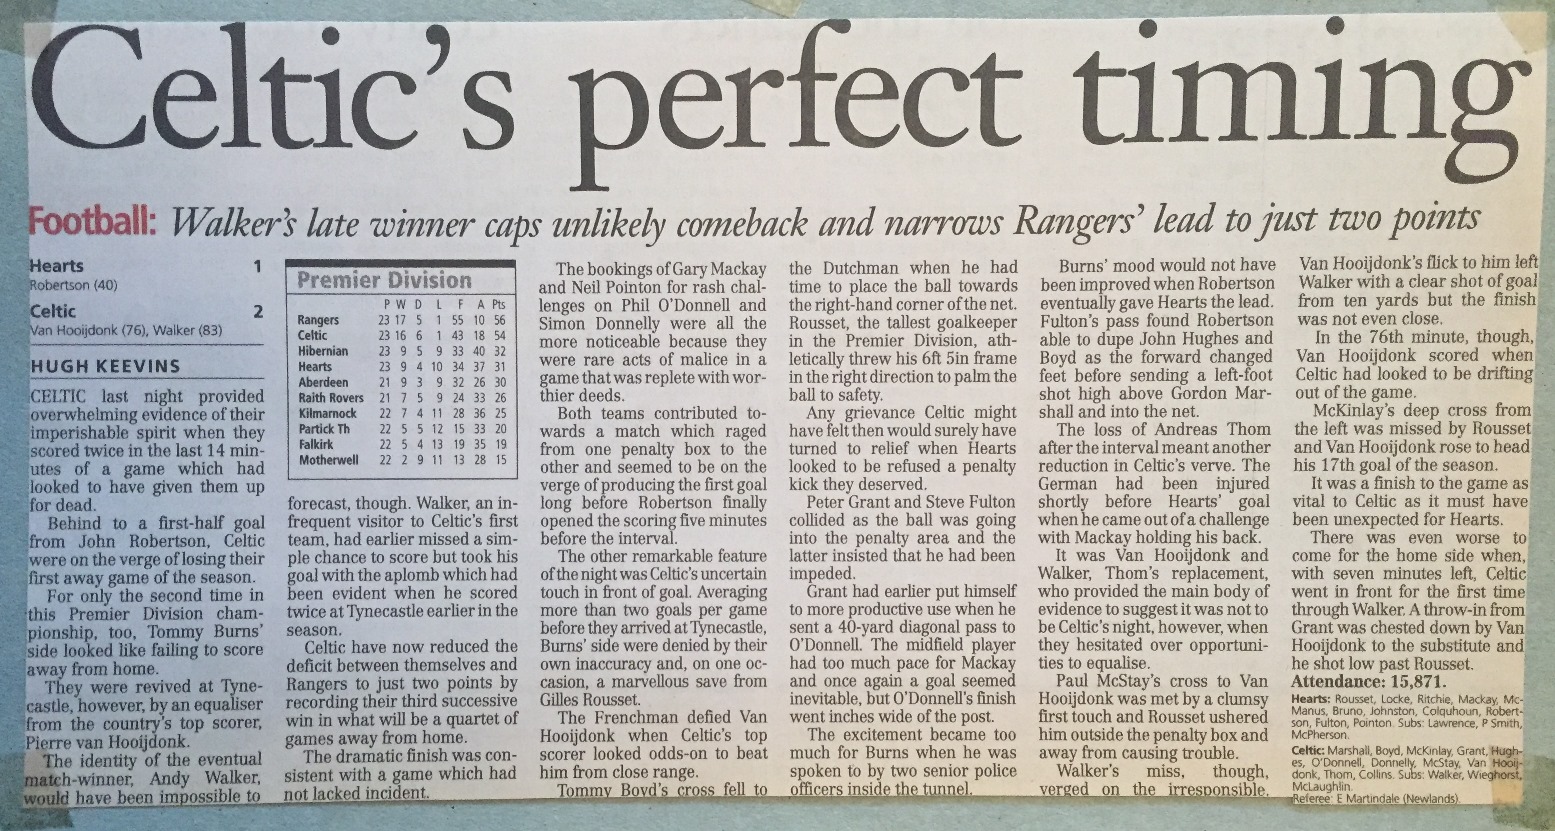 Celtic's perfect timing
Football: Walker's late winner caps unlikely comeback and narrows Rangers' lead to just two points
Hearts 1
Robertson (40)
Celtic 2
Van Hooijdonk (76), Walker (83)
HUGH KEEVINS
CELTIC last night provided
overwhelming evidence of their
imperishable spirit when they
scored twice in the last 14 min-
utes of a game which had
looked to have given them up
for dead.
Behind to a first-half goal
from John Robertson, Celtic
were on the verge of losing their
first away game of the season.
For only the second time in
this Premier Division cham-
pionship, too, Tommy Burns'
side looked like failing to score
away from home.
They were revived at Tyne-
castle, however, by an equaliser
from the country's top scorer,
Pierre van Hooijdonk.
The identity of the eventual
match-winner, Andy Walker,
would have been impossible to
Premier Division
P W D L F A Pts
Rangers 23 17 5 1 55 10 56
Celtic 23 16 6 1 43 18 54
Hibernian 23 9 5 9 33 40 32
Hearts 23 9 4 10 34 37 31
Aberdeen 21 9 3 9 32 26 30
Raith Rovers 21 7 5 9 24 33 26
Kilmarnock 22 7 4 11 28 36 25
Partick Th 22 5 5 12 15 33 20
Falkirk 22 5 4 13 19 35 19
Motherwell 22 2 9 11 13 28 15
forecast, though. Walker, an in-
frequent visitor to Celtic's first
team, had earlier missed a sim-
ple chance to score but took his
goal with the aplomb which had
been evident when he scored
twice at Tynecastle earlier in the
season.
Celtic have now reduced the
deficit between themselves and
Rangers to just two points by
recording their third successive
win in what will be a quartet of
games away from home.
The dramatic finish was con-
sistent with a game which had
not lacked incident.
The bookings of Gary Mackay
and Neil Pointon for rash chal-
lenges on Phil O'Donnell and
Simon Donnelly were all the
more noticeable because they
were rare acts of malice in a
game that was replete with wor-
thier deeds.
Both teams contributed to-
wards a match which raged
from one penalty box to the
other and seemed to be on the
verge of producing the first goal
long before Robertson finally
opened the scoring five minutes
before the interval.
The other remarkable feature
of the night was Celtic's uncertain
touch in front of goal. Averaging
more than two goals per game
before they arrived at Tynecastle,
Burns' side were denied by their
own inaccuracy and, on one oc-
casion, a marvellous save from
Gilles Rousset.
The Frenchman defied Van
Hooijdonk when Celtic's top
scorer looked odds-on to beat
him from close range.
Tommy Boyd's cross fell to
the Dutchman when he had
time to place the ball towards
the right-hand corner of the net.
Rousset, the tallest goalkeeper
in the Premier Division, ath-
letically threw his 6ft 5in frame
in the right direction to palm the
ball to safety.
Any grievance Celtic might
have felt then would surely have
turned to relief when Hearts
looked to be refused a penalty
kick they deserved.
Peter Grant and Steve Fulton
collided as the ball was going
into the penalty area and the
latter insisted that he had been
impeded.
Grant had earlier put himself
to more productive use when he
sent a 40-yard diagonal pass to
O'Donnell. The midfield player
had too much pace for Mackay
and once again a goal seemed
inevitable, but O'Donnell's finish
went inches wide of the post.
The excitement became too
much for Burns when he was
spoken to by two senior police
officers inside the tunnel.
Burns' mood would not have
been improved when Robertson
eventually gave Hearts the lead.
Fulton's pass found Robertson
able to dupe John Hughes and
Boyd as the forward changed
feet before sending a left-foot
shot high above Gordon Mar-
shall and into the net.
The loss of Andreas Thom
after the interval meant another
reduction in Celtic's verve. The
German had been injured
shortly before Hearts' goal
when he came out of a challenge
with Mackay holding his back.
It was Van Hooijdonk and
Walker, Thom's replacement,
who provided the main body of
evidence to suggest it was not to
be Celtic's night, however, when
they hesitated over opportuni-
ties to equalise.
Paul McStay's cross to Van
Hooijdonk was met by a clumsy
first touch and Rousset ushered
him outside the penalty box and
away from causing trouble.
Walker's miss, though,
verged on the irresponsible.
Van Hooijdonk's flick to him left
Walker with a clear shot of goal
from ten yards but the finish
was not even close.
In the 76th minute, though,
Van Hooijdonk scored when
Celtic had looked to be drifting
out of the game.
McKinlay's deep cross from
the left was missed by Rousset
and Van Hooijdonk rose to head
his 17th goal of the season.
It was a finish to the game as
vital to Celtic as it must have
been unexpected for Hearts.
There was even worse to
come for the home side when,
with seven minutes left, Celtic
went in front for the first time
through Walker. A throw-in from
Grant was chested down by Van
Hooijdonk to the substitute and
he shot low past Rousset.
Attendance: 15,871.
Hearts: Rousset, Locke, Ritchie, Mackay, Mc-
Manus, Bruno, Johnston, Colquhoun, Robert-
son, Fulton, Pointon. Subs: Lawrence, P Smith,
McPherson.
Celtic: Marshall, Boyd, McKinlay, Grant, Hugh-
es, O'Donnell, Donnelly, McStay, Van Hooij-
donk, Thom, Collins. Subs: Walker, Wieghorst,
McLaughlin.
Referee: E Martindale (Newlands).